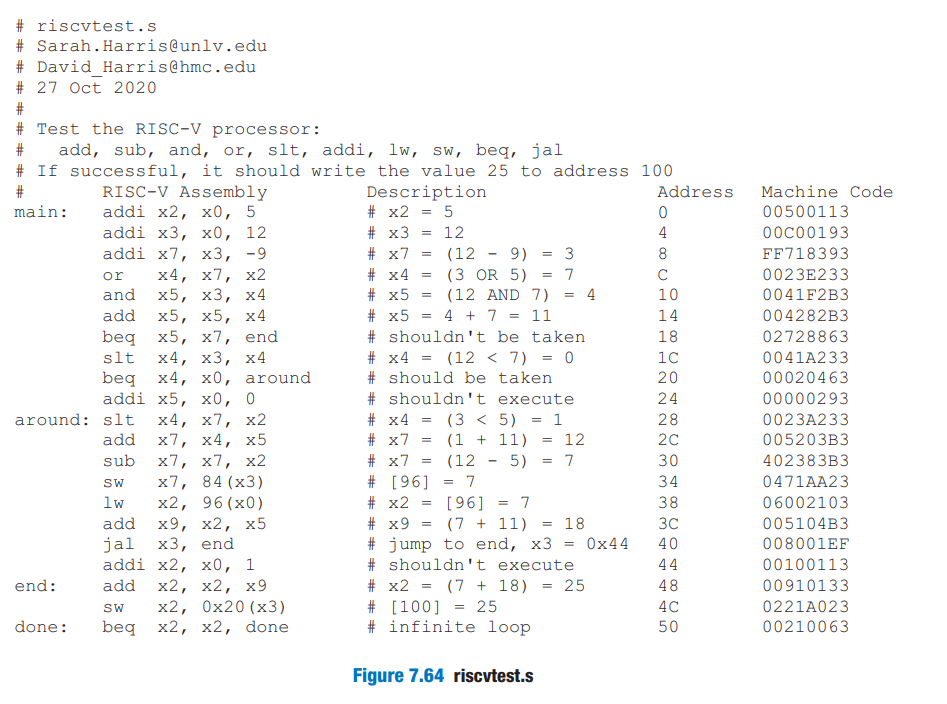 # riscvtest.s
# Sarah.Harris@unlv.edu
# David_Harris@hmc.edu
# 27 Oct 2020
#
# Test the RISC-V processor:
#   add, sub, and, or, slt, addi, lw, sw, beq, jal
# If successful, it should write the value 25 to address 100
#       RISC-V Assembly         Description               Address   Machine Code
main:   addi x2, x0, 5          # x2 = 5                  0         00500113
        addi x3, x0, 12         # x3 = 12                 4         00C00193
        addi x7, x3, -9         # x7 = (12 - 9) = 3       8         FF718393
        or   x4, x7, x2         # x4 = (3 OR 5) = 7       C         0023E233
        and  x5, x3, x4         # x5 = (12 AND 7) = 4     10        0041F2B3
        add  x5, x5, x4         # x5 = 4 + 7 = 11         14        004282B3
        beq  x5, x7, end        # shouldn't be taken      18        02728863
        slt  x4, x3, x4         # x4 = (12 < 7) = 0       1C        0041A233
        beq  x4, x0, around     # should be taken         20        00020463
        addi x5, x0, 0          # shouldn't execute       24        00000293
around: slt  x4, x7, x2         # x4 = (3 < 5) = 1        28        0023A233
        add  x7, x4, x5         # x7 = (1 + 11) = 12      2C        005203B3
        sub  x7, x7, x2         # x7 = (12 - 5) = 7       30        402383B3
        sw   x7, 84(x3)         # [96] = 7                34        0471AA23
        lw   x2, 96(x0)         # x2 = [96] = 7           38        06002103
        add  x9, x2, x5         # x9 = (7 + 11) = 18      3C        005104B3
        jal  x3, end            # jump to end, x3 = 0x44  40        008001EF
        addi x2, x0, 1          # shouldn't execute       44        00100113
end:    add  x2, x2, x9         # x2 = (7 + 18) = 25      48        00910133
        sw   x2, 0x20(x3)       # [100] = 25              4C        0221A023
done:   beq  x2, x2, done       # infinite loop           50        00210063
Figure 7.64 riscvtest.s